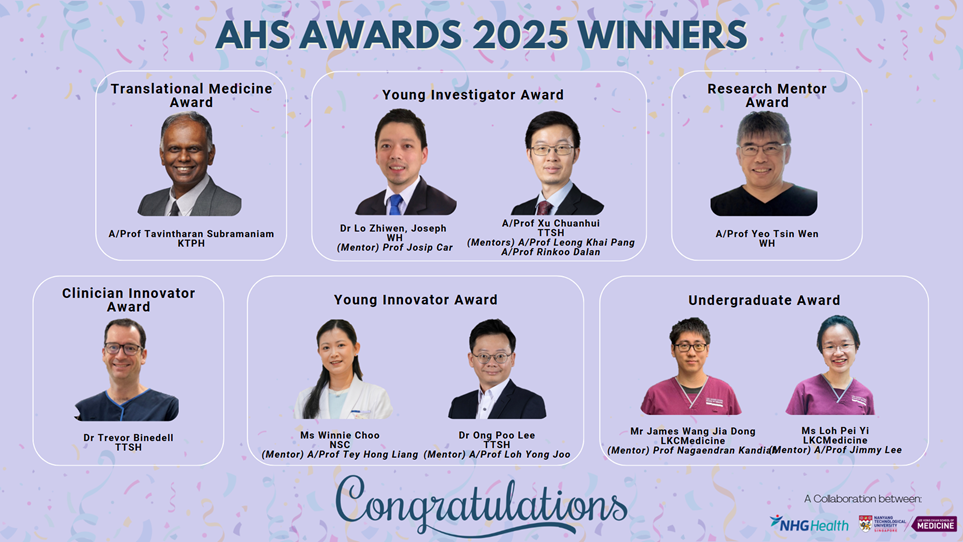 AHS AWARDS 2025 WINNERS
Translational Medicine
Award
A/Prof Tavintharan Subramaniam
KTPH
Young Investigator Award
Dr Lo Zhiwen, Joseph
WH
(Mentor) Prof Josip Car
A/Prof Xu Chuanhui
TTSH
(Mentors) A/Prof Leong Khai Pang
A/Prof Rinkoo Dalan
Research Mentor
Award
A/Prof Yeo Tsin Wen
WH
Clinician Innovator
Award
Dr Trevor Binedell
TTSH
Young Innovator Award
Ms Winnie Choo
NSC
(Mentor) A/Prof Tey Hong Liang
Dr Ong Poo Lee
TTSH
(Mentor) A/Prof Loh Yong Joo
Undergraduate Award
Mr James Wang Jia Dong
LKCMedicine
(Mentor) Prof Nagaendran Kandiah
Ms Loh Pei Yi
LKCMedicine
(Mentor) A/Prof Jimmy Lee
Congratulations
A Collaboration between:
NHG Health
NANYANG
TECHNOLOGICAL
UNIVERSITY
SINGAPORE
LEE KONG CHIAN SCHOOL OF
MEDICINE